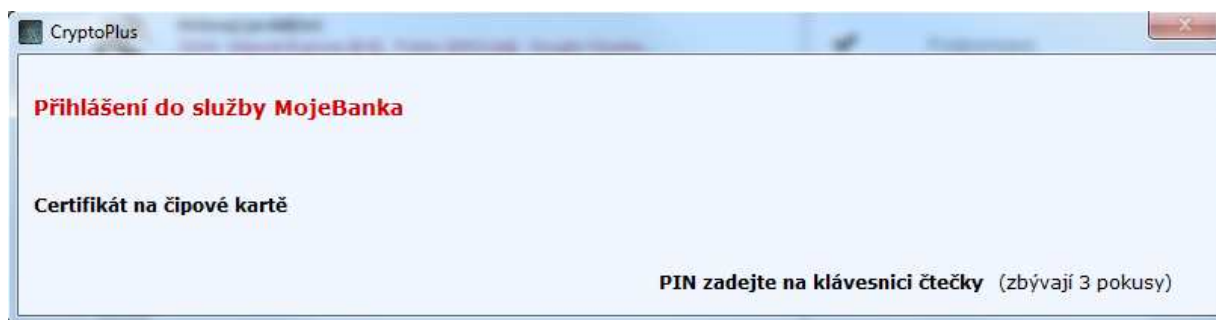 CryptoPlus
Přihlášení do služby MojeBanka
Certifikát na čipové kartě
PIN zadejte na klávesnici čtečky (zbývají 3 pokusy)